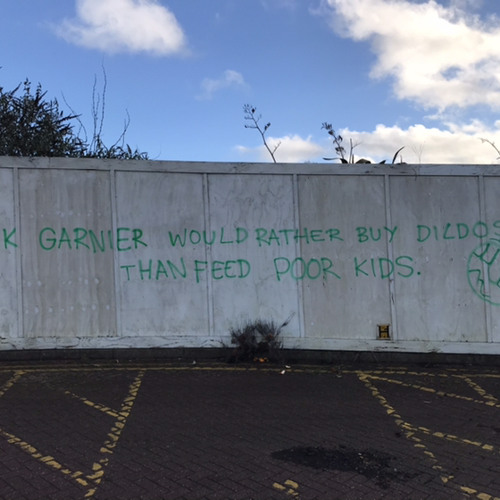 K GARNIER WOULD RATHER BUY DILDOS
THAN FEED POOR KIDS.
H